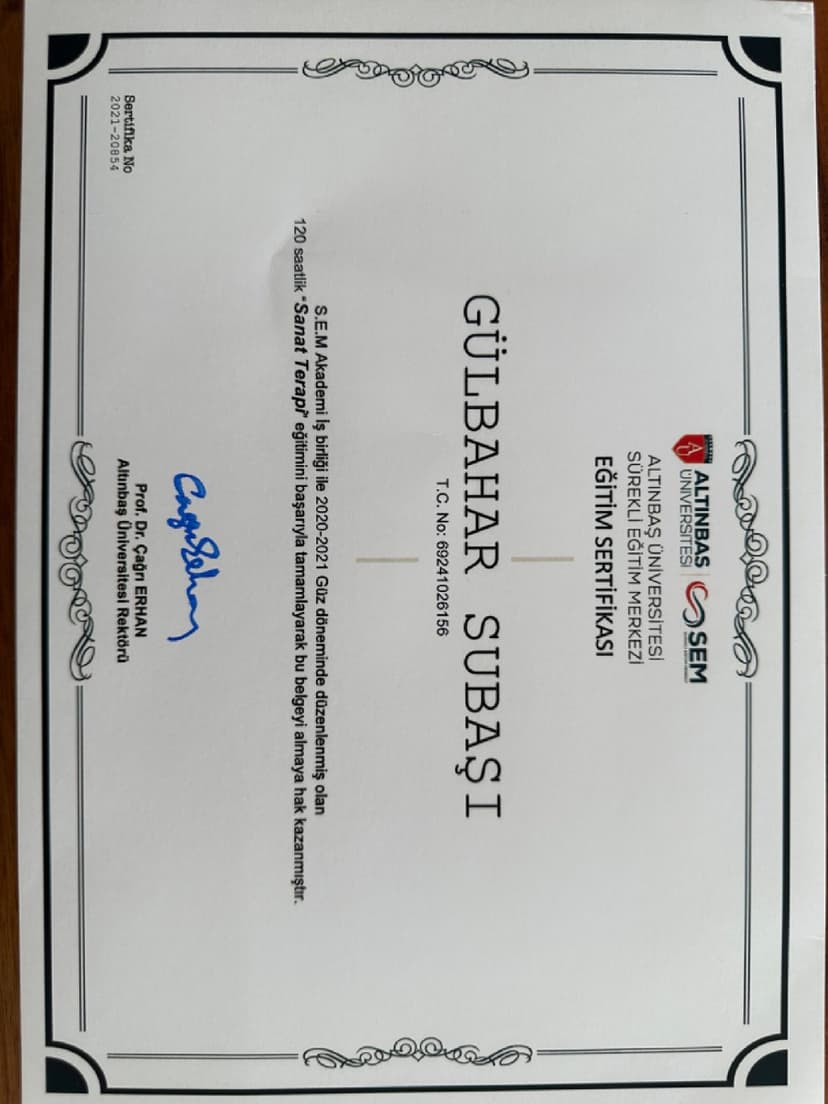 ALTINBAŞ
ÜNİVERSİTESİ
SEM
ALTINBAŞ ÜNİVERSİTESİ
SÜREKLİ EĞİTİM MERKEZİ
EĞİTİM SERTİFİKASI
GÜLBAHAR SUBAŞI
T.C. No: 69241026156
S.E.M Akademi İş birliği ile 2020-2021 Güz döneminde düzenlenmiş olan
120 saatlik "Sanat Terapi" eğitimini başarıyla tamamlayarak bu belgeyi almaya hak kazanmıştır.
Prof. Dr. Çağrı ERHAN
Altınbaş Üniversitesi Rektörü
Sertifika No
2021-20854